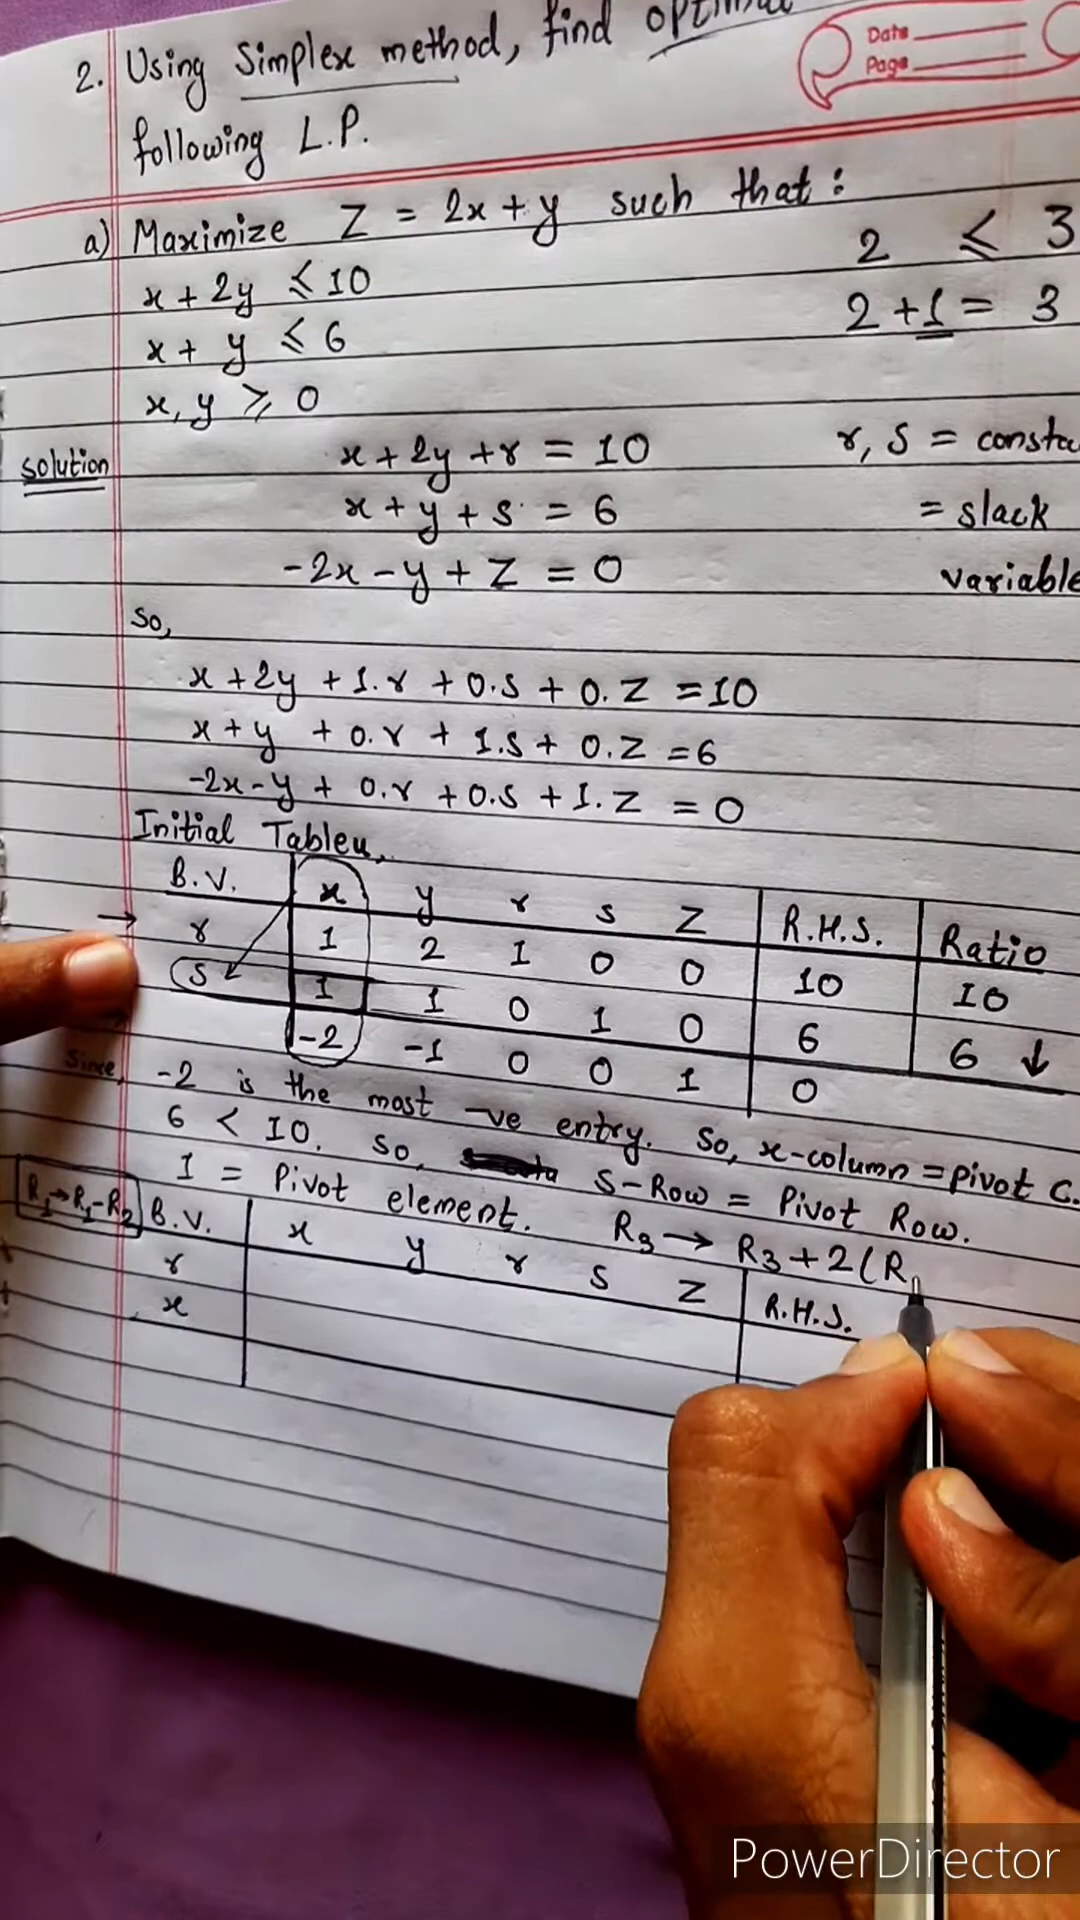 Date
Page
2. Using Simplex method, find
following L.P.
a) Maximize Z = 2x + y such that :
x + 2y ≤ 10
x + y ≤ 6
x, y ≥ 0
2 ≤ 3
2 + 1 = 3
solution
x + 2y + r = 10
x + y + s = 6
-2x - y + Z = 0
r, s =
= slack
So,
x + 2y + 1.r + 0.s + 0.Z = 10
x + y + 0.r + 1.s + 0.Z = 6
-2x - y + 0.r + 0.s + 1.Z = 0
Initial Tableu,
B.V. x y r s Z R.H.S. Ratio
r 1 2 1 0 0 10 10
s 1 1 0 1 0 6 6 ↓
-2 -1 0 0 1 0
Since, -2 is the most -ve entry. So, x-column = pivot C.
6 < 10. So, S-Row = Pivot Row.
1 = Pivot element. R3 → R3 + 2(R
R1→R1-R2
B.V. x y r s Z R.H.S.
r
x
PowerDirector